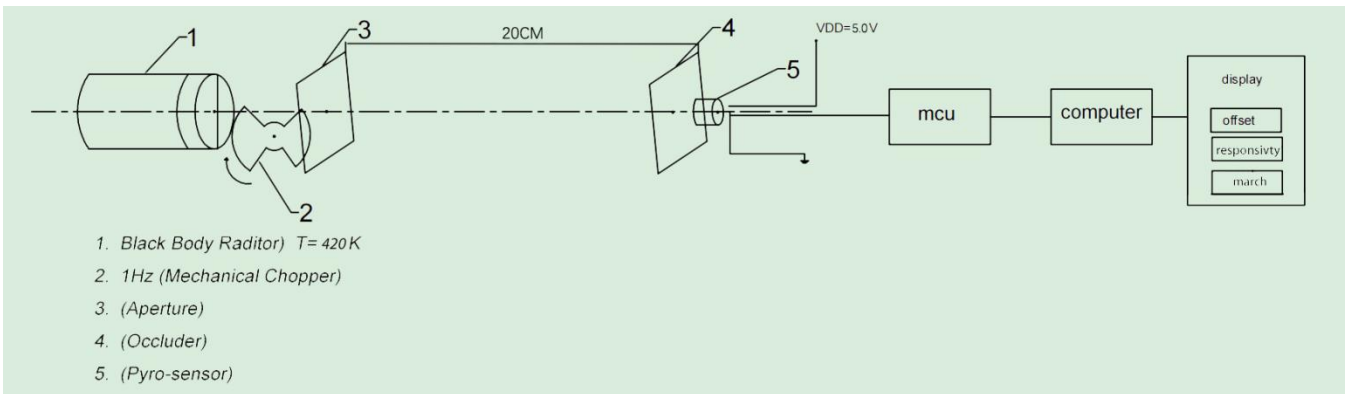 1
3
20CM
4
VDD=5.0V
5
2
mcu
computer
display
offset
responsivty
march
1. Black Body Raditor) T= 420K
2. 1Hz (Mechanical Chopper)
3. (Aperture)
4. (Occluder)
5. (Pyro-sensor)